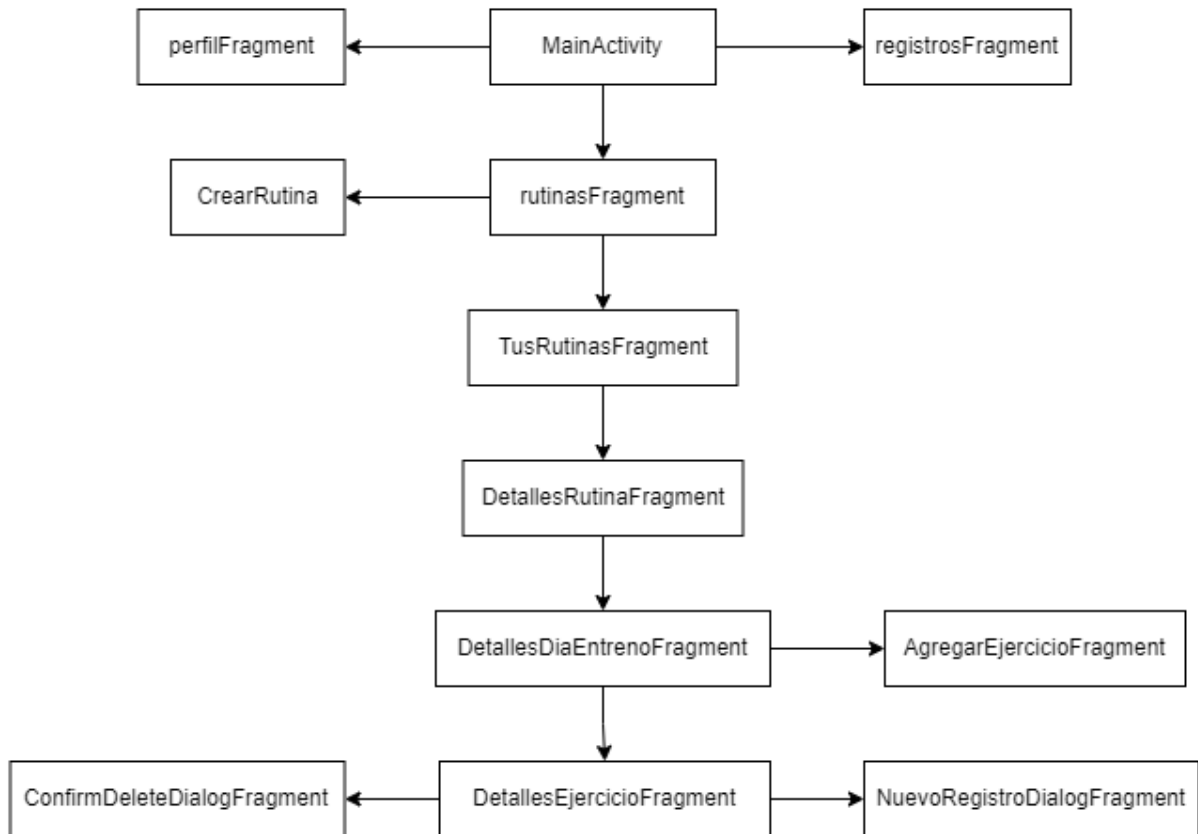 perfilFragment
MainActivity
registrosFragment
CrearRutina
rutinasFragment
TusRutinasFragment
DetallesRutinaFragment
DetallesDiaEntrenoFragment
AgregarEjercicioFragment
ConfirmDeleteDialogFragment
DetallesEjercicioFragment
NuevoRegistroDialogFragment